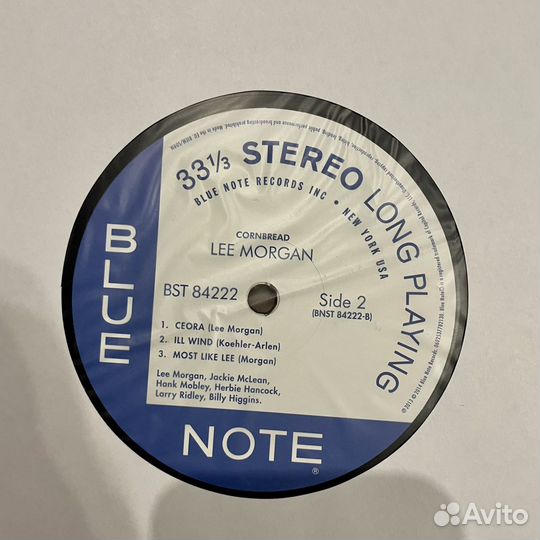 33⅓ STEREO LONG PLAYING
BLUE NOTE RECORDS INC • NEW YORK USA
CORNBREAD
LEE MORGAN
BST 84222
Side 2
(BNST 84222-B)
1. CEORA (Lee Morgan)
2. ILL WIND (Koehler-Arlen)
3. MOST LIKE LEE (Morgan)
Lee Morgan, Jackie McLean,
Hank Mobley, Herbie Hancock,
Larry Ridley, Billy Higgins.
BLUE
NOTE®
Avito